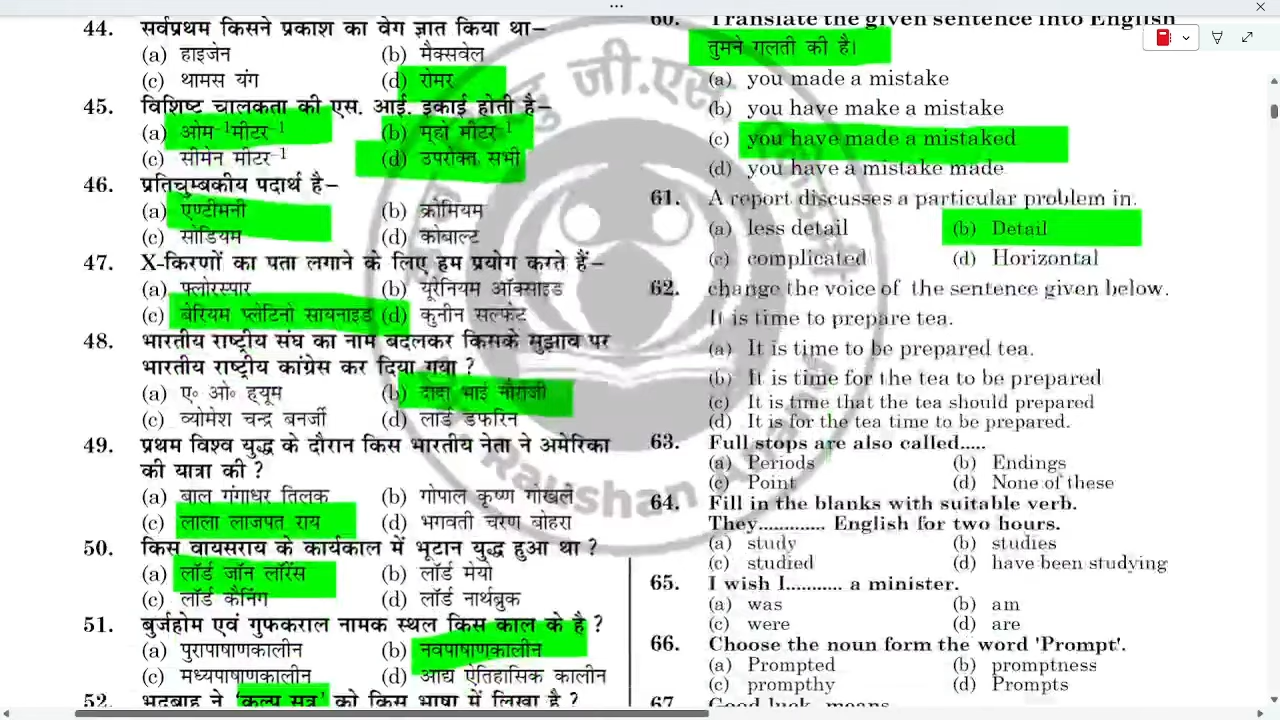 44. सर्वप्रथम किसने प्रकाश का वेग ज्ञात किया था–
(a) हाइजेन (b) मैक्सवेल
(c) थामस यंग (d) रोमर
45. विशिष्ट चालकता की एस. आई. इकाई होती है–
(a) ओम⁻¹मीटर⁻¹ (b) म्हो मीटर⁻¹
(c) सीमेन मीटर⁻¹ (d) उपरोक्त सभी
46. प्रतिचुम्बकीय पदार्थ है–
(a) एण्टीमनी (b) क्रोमियम
(c) सोडियम (d) कोबाल्ट
47. X-किरणों का पता लगाने के लिए हम प्रयोग करते हैं–
(a) फ्लोरस्पार (b) यूरेनियम ऑक्साइड
(c) बेरियम प्लेटिनो सायनाइड (d) कुनीन सल्फेट
48. भारतीय राष्ट्रीय संघ का नाम बदलकर किसके सुझाव पर
भारतीय राष्ट्रीय कांग्रेस कर दिया गया ?
(a) ए० ओ० ह्यूम (b) दादा भाई नौरोजी
(c) व्योमेश चन्द्र बनर्जी (d) लार्ड डफरिन
49. प्रथम विश्व युद्ध के दौरान किस भारतीय नेता ने अमेरिका
की यात्रा की ?
(a) बाल गंगाधर तिलक (b) गोपाल कृष्ण गोखले
(c) लाला लाजपत राय (d) भगवती चरण बोहरा
50. किस वायसराय के कार्यकाल में भूटान युद्ध हुआ था ?
(a) लॉर्ड जॉन लॉरेंस (b) लॉर्ड मेयो
(c) लॉर्ड कैनिंग (d) लॉर्ड नार्थब्रुक
51. बुर्जहोम एवं गुफकराल नामक स्थल किस काल के है ?
(a) पुरापाषाणकालीन (b) नवपाषाणकालीन
(c) मध्यपाषाणकालीन (d) आद्य ऐतिहासिक कालीन
52. भद्रबाहु ने 'कल्प सूत्र' को किस भाषा में लिखा है ?
60. Translate the given sentence into English
तुमने गलती की है।
(a) you made a mistake
(b) you have make a mistake
(c) you have made a mistaked
(d) you have a mistake made
61. A report discusses a particular problem in.
(a) less detail (b) Detail
(c) complicated (d) Horizontal
62. change the voice of the sentence given below.
It is time to prepare tea.
(a) It is time to be prepared tea.
(b) It is time for the tea to be prepared
(c) It is time that the tea should prepared
(d) It is for the tea time to be prepared.
63. Full stops are also called.....
(a) Periods (b) Endings
(c) Point (d) None of these
64. Fill in the blanks with suitable verb.
They............. English for two hours.
(a) study (b) studies
(c) studied (d) have been studying
65. I wish I........... a minister.
(a) was (b) am
(c) were (d) are
66. Choose the noun form the word 'Prompt'.
(a) Prompted (b) promptness
(c) prompthy (d) Prompts
67. Good luck means
जी.एस.
Raushan